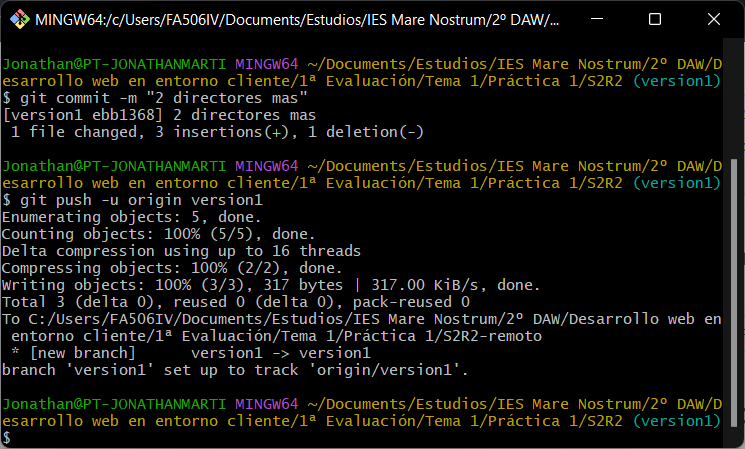 MINGW64:/c/Users/FA506IV/Documents/Estudios/IES Mare Nostrum/2º DAW/...
Jonathan@PT-JONATHANMARTI MINGW64 ~/Documents/Estudios/IES Mare Nostrum/2º DAW/D
esarrollo web en entorno cliente/1ª Evaluación/Tema 1/Práctica 1/S2R2 (version1)
$ git commit -m "2 directores mas"
[version1 ebb1368] 2 directores mas
 1 file changed, 3 insertions(+), 1 deletion(-)
Jonathan@PT-JONATHANMARTI MINGW64 ~/Documents/Estudios/IES Mare Nostrum/2º DAW/D
esarrollo web en entorno cliente/1ª Evaluación/Tema 1/Práctica 1/S2R2 (version1)
$ git push -u origin version1
Enumerating objects: 5, done.
Counting objects: 100% (5/5), done.
Delta compression using up to 16 threads
Compressing objects: 100% (2/2), done.
Writing objects: 100% (3/3), 317 bytes | 317.00 KiB/s, done.
Total 3 (delta 0), reused 0 (delta 0), pack-reused 0
To C:/Users/FA506IV/Documents/Estudios/IES Mare Nostrum/2º DAW/Desarrollo web en
 entorno cliente/1ª Evaluación/Tema 1/Práctica 1/S2R2-remoto
 * [new branch]      version1 -> version1
branch 'version1' set up to track 'origin/version1'.
Jonathan@PT-JONATHANMARTI MINGW64 ~/Documents/Estudios/IES Mare Nostrum/2º DAW/D
esarrollo web en entorno cliente/1ª Evaluación/Tema 1/Práctica 1/S2R2 (version1)
$